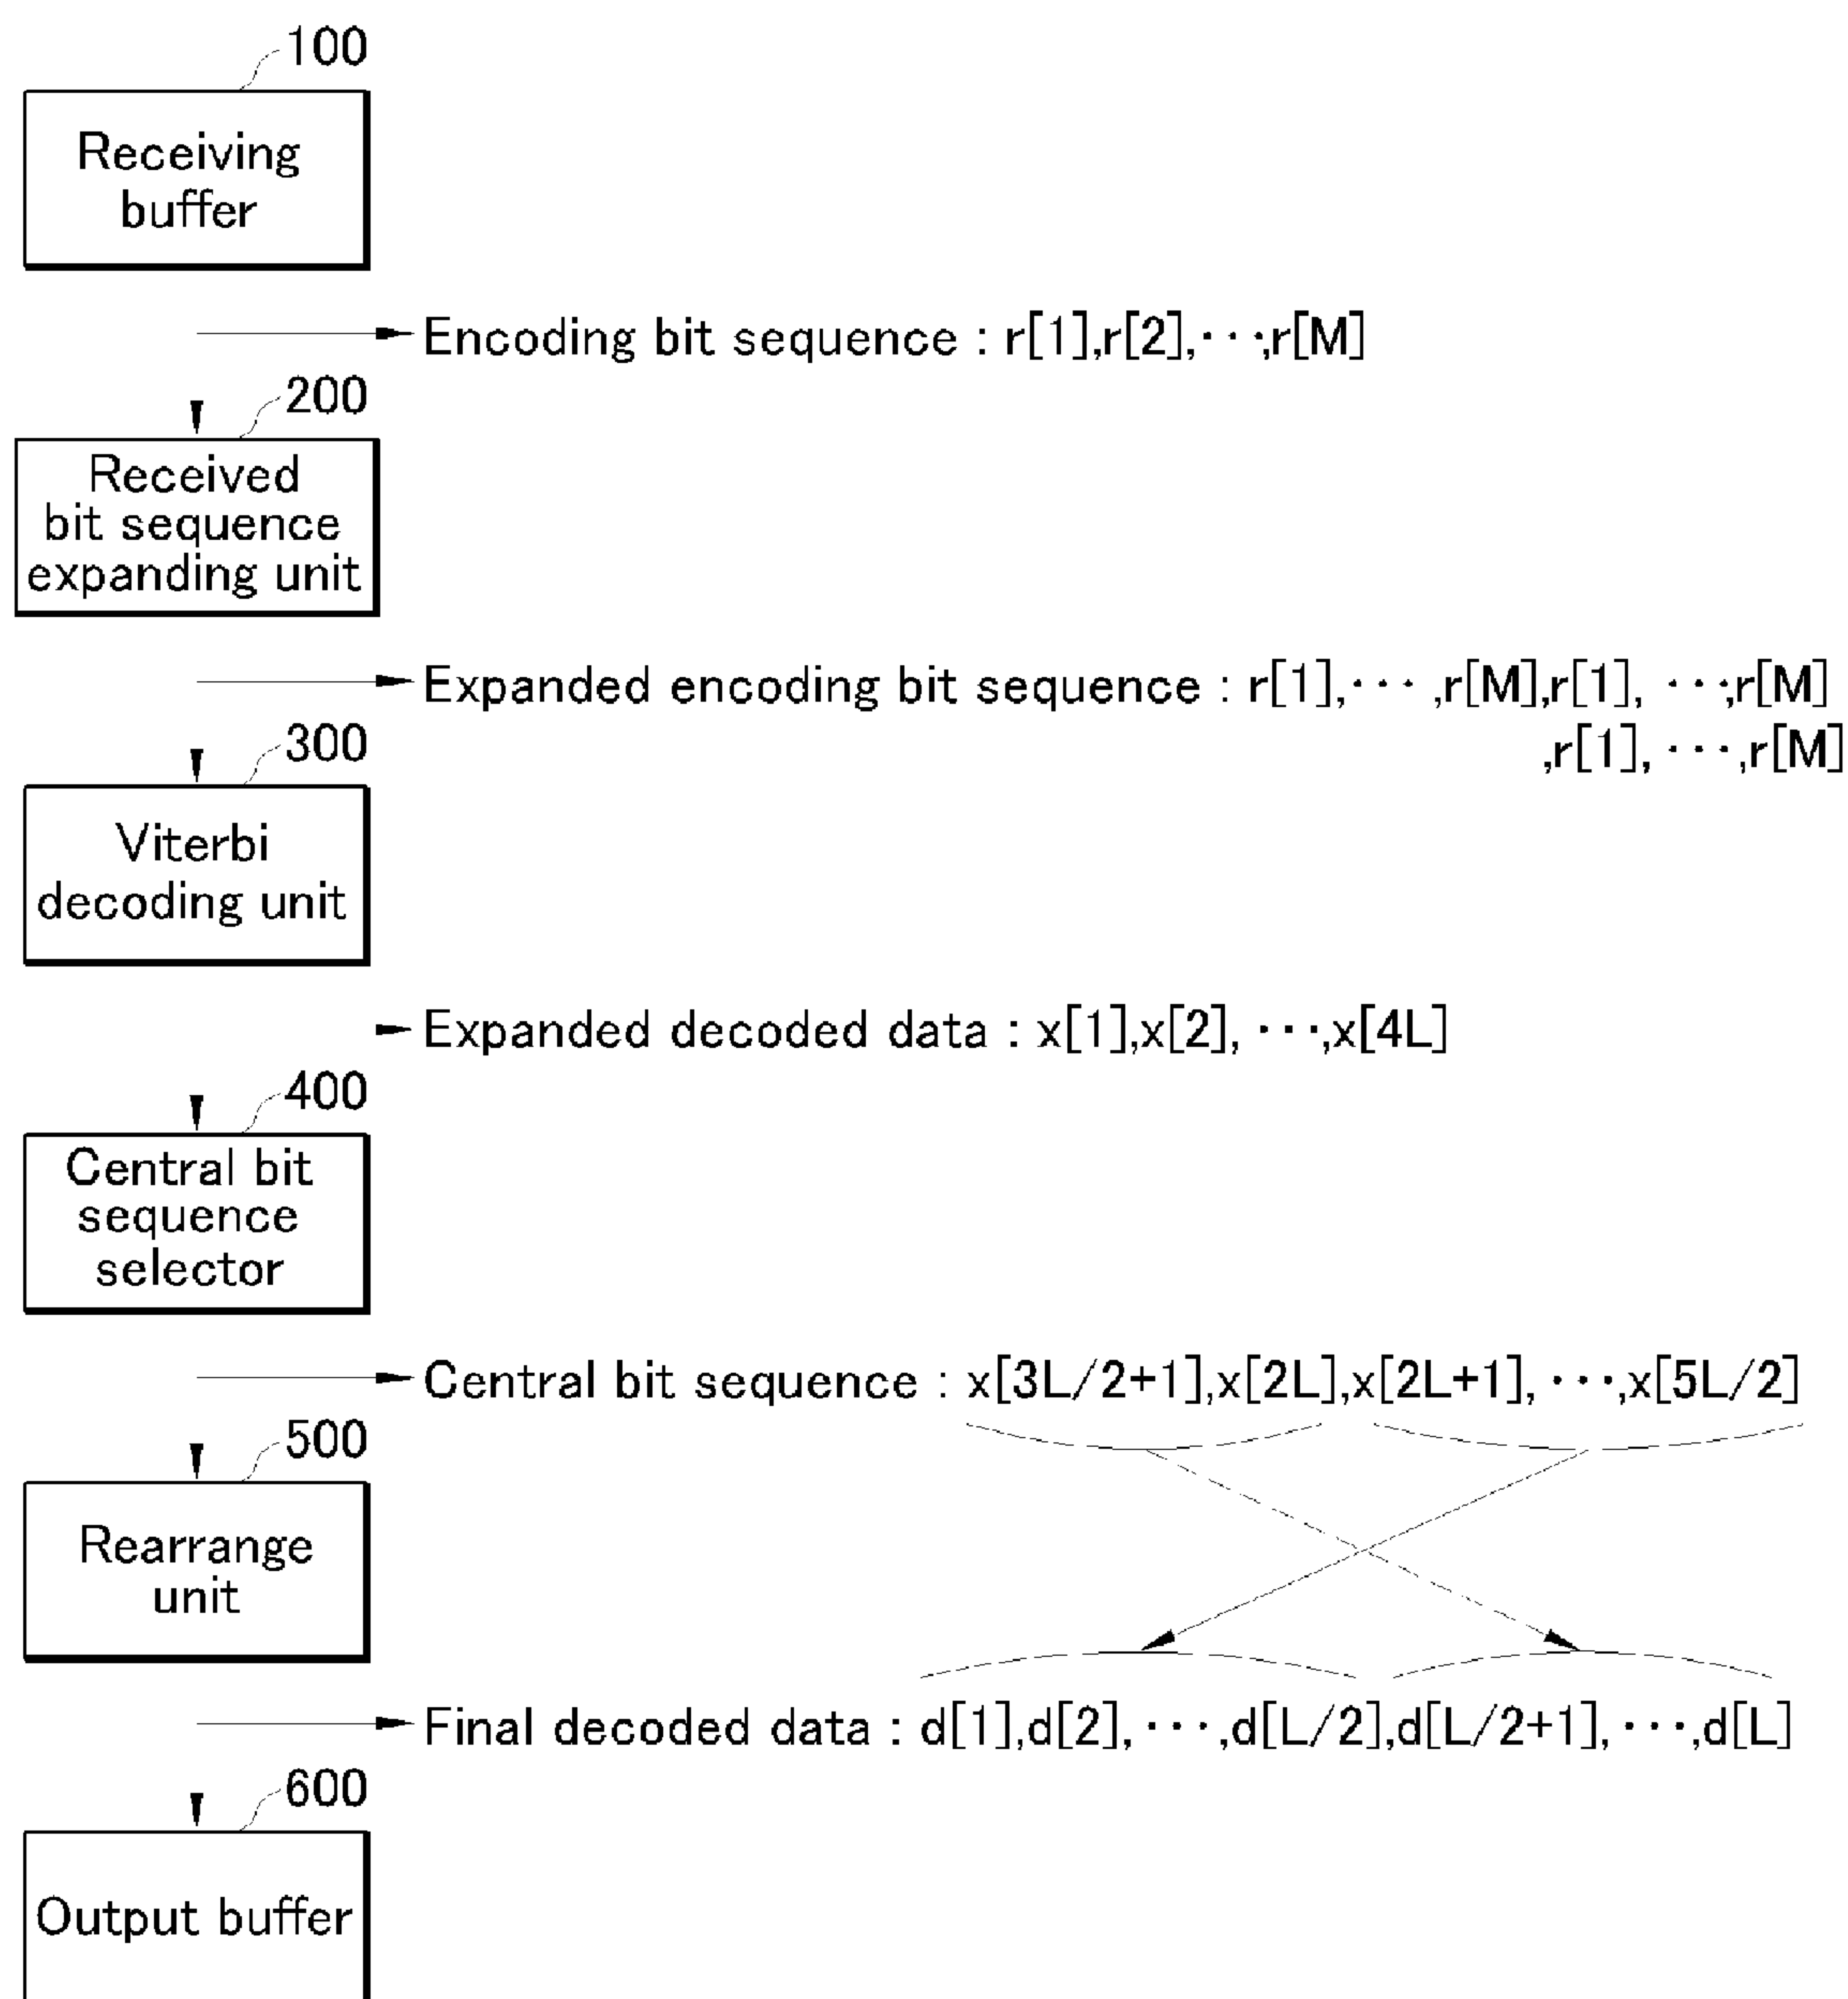 100
Receiving
buffer
Encoding bit sequence : r[1],r[2],···,r[M]
200
Received
bit sequence
expanding unit
Expanded encoding bit sequence : r[1],··· ,r[M],r[1], ···,r[M]
,r[1], ···,r[M]
300
Viterbi
decoding unit
Expanded decoded data : x[1],x[2], ···,x[4L]
400
Central bit
sequence
selector
Central bit sequence : x[3L/2+1],x[2L],x[2L+1], ···,x[5L/2]
500
Rearrange
unit
Final decoded data : d[1],d[2], ···,d[L/2],d[L/2+1], ···,d[L]
600
Output buffer